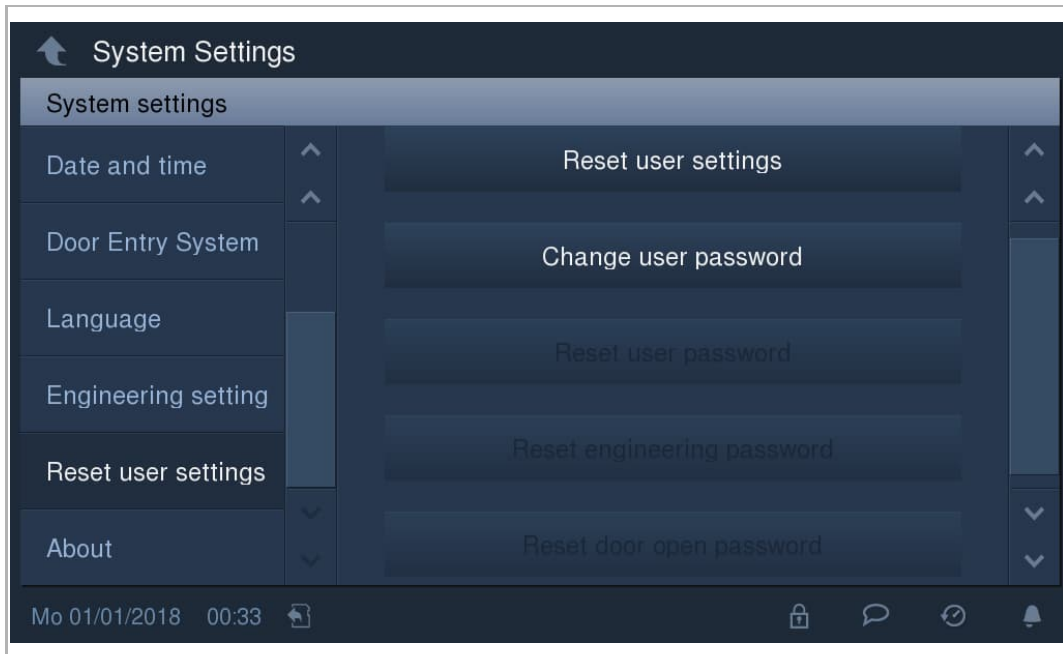 System Settings
System settings
Date and time
Door Entry System
Language
Engineering setting
Reset user settings
About
Reset user settings
Change user password
Reset user password
Reset engineering password
Reset door open password
Mo 01/01/2018 00:33